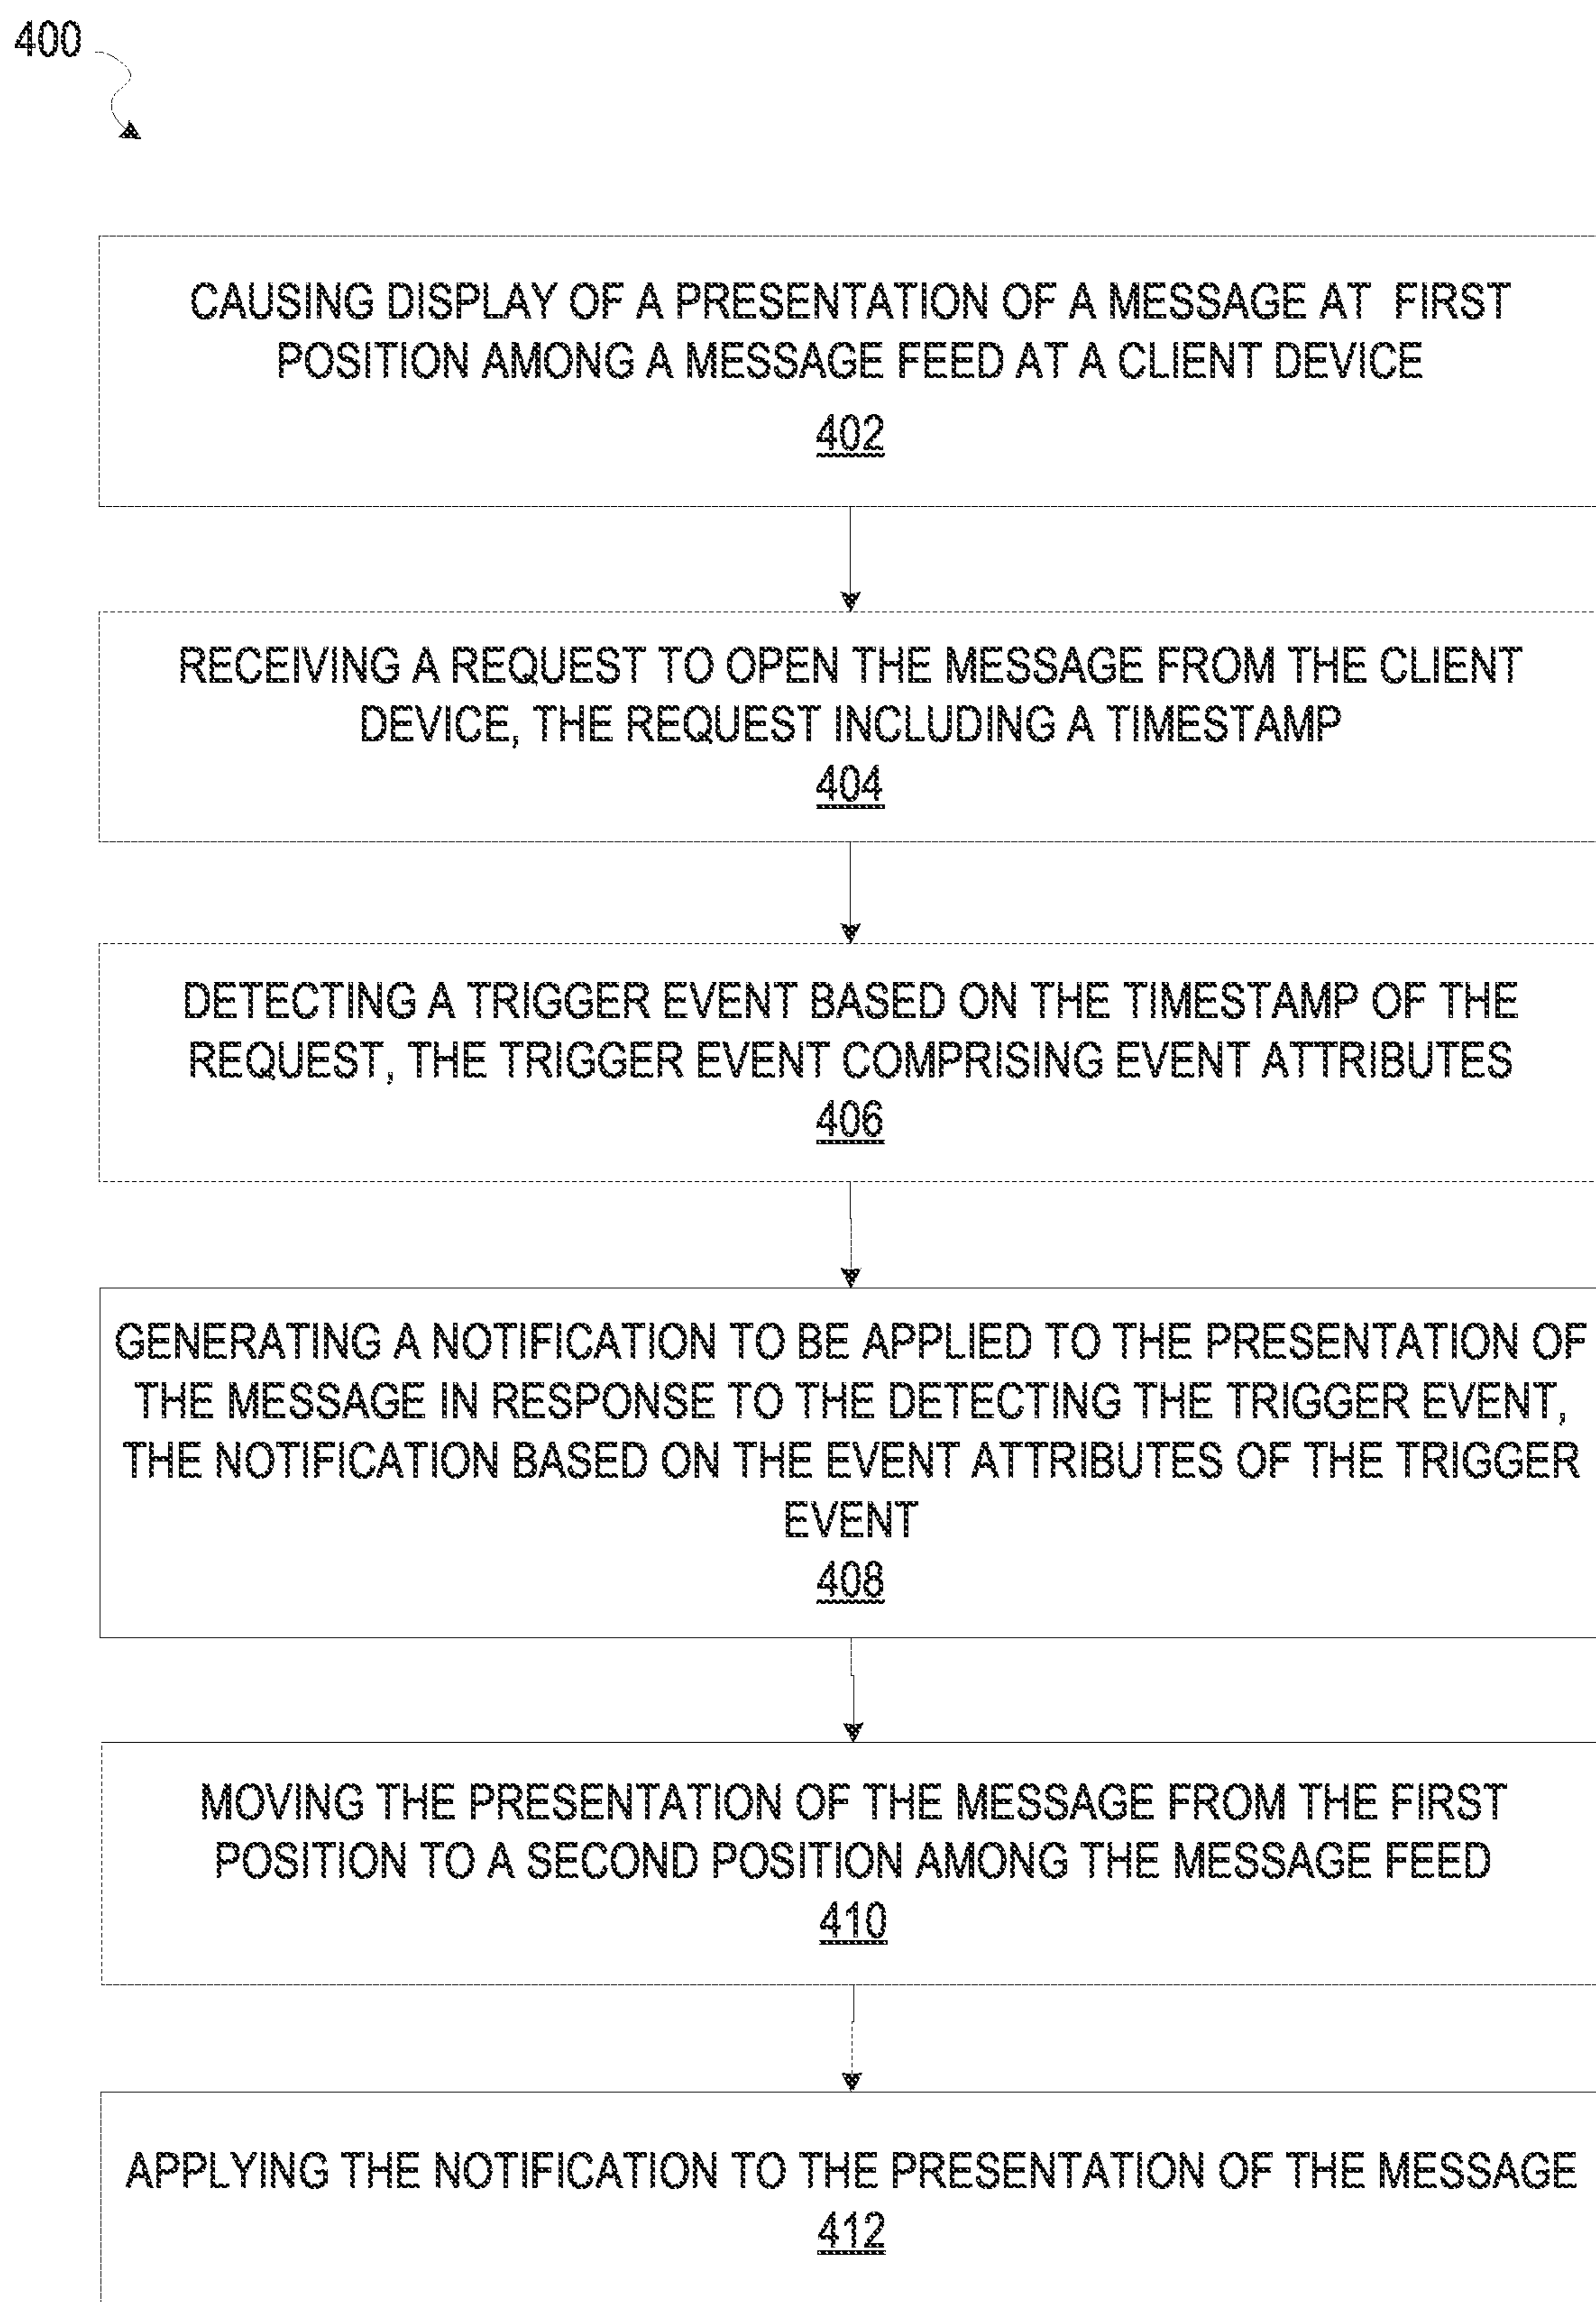 400
CAUSING DISPLAY OF A PRESENTATION OF A MESSAGE AT FIRST
POSITION AMONG A MESSAGE FEED AT A CLIENT DEVICE
402
RECEIVING A REQUEST TO OPEN THE MESSAGE FROM THE CLIENT
DEVICE, THE REQUEST INCLUDING A TIMESTAMP
404
DETECTING A TRIGGER EVENT BASED ON THE TIMESTAMP OF THE
REQUEST, THE TRIGGER EVENT COMPRISING EVENT ATTRIBUTES
406
GENERATING A NOTIFICATION TO BE APPLIED TO THE PRESENTATION OF
THE MESSAGE IN RESPONSE TO THE DETECTING THE TRIGGER EVENT,
THE NOTIFICATION BASED ON THE EVENT ATTRIBUTES OF THE TRIGGER
EVENT
408
MOVING THE PRESENTATION OF THE MESSAGE FROM THE FIRST
POSITION TO A SECOND POSITION AMONG THE MESSAGE FEED
410
APPLYING THE NOTIFICATION TO THE PRESENTATION OF THE MESSAGE
412